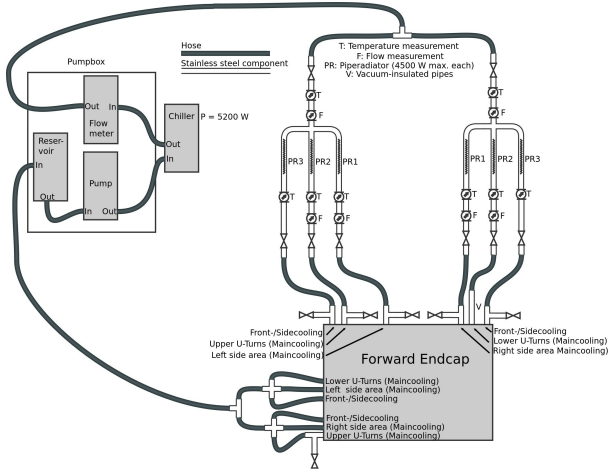 Hose
Stainless steel component
T: Temperature measurement
F: Flow measurement
PR: Piperadiator (4500 W max. each)
V: Vacuum-insulated pipes
Pumpbox
Out In
Flow
meter
Chiller
P = 5200 W
Out
In
Reser-
voir
In
Out
Pump
In Out
T
F
PR3 PR2 PR1
T T
F
T
F
PR1 PR2 PR3
T T
F
V
Front-/Sidecooling
Upper U-Turns (Maincooling)
Left side area (Maincooling)
Front-/Sidecooling
Lower U-Turns (Maincooling)
Right side area Maincooling)
Forward Endcap
Lower U-Turns (Maincooling)
Left side area (Maincooling)
Front-/Sidecooling
Front-/Sidecooling
Right side area (Maincooling)
Upper U-Turns (Maincooling)